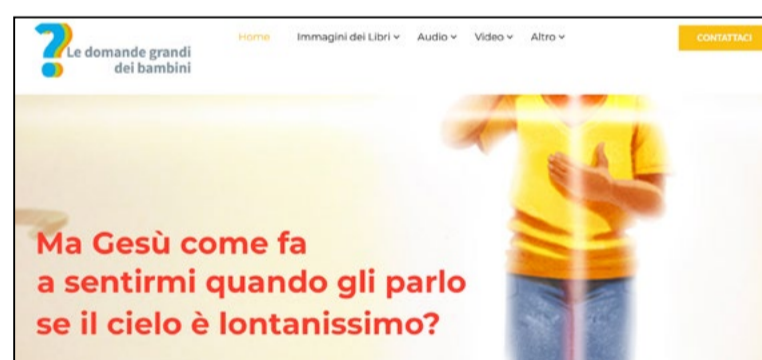 Le domande grandi
dei bambini
Home Immagini dei Libri Audio Video Altro CONTATTACI
Ma Gesù come fa
a sentirmi quando gli parlo
se il cielo è lontanissimo?